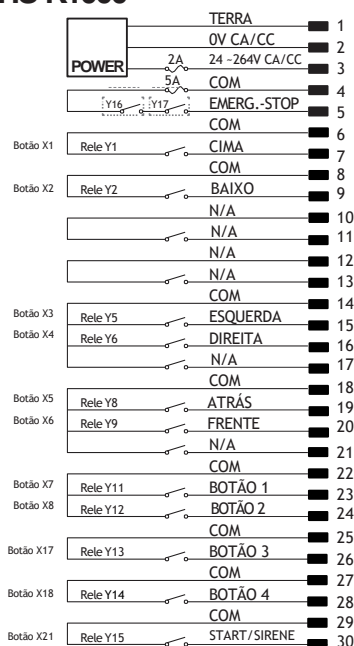 TERRA 1
0V CA/CC 2
POWER 2A 24 ~264V CA/CC 3
5A COM 4
Y16 Y17 EMERG.-STOP 5
COM 6
Botão X1 Rele Y1 CIMA 7
COM 8
Botão X2 Rele Y2 BAIXO 9
N/A 10
N/A 11
N/A 12
N/A 13
COM 14
Botão X3 Rele Y5 ESQUERDA 15
Botão X4 Rele Y6 DIREITA 16
N/A 17
COM 18
Botão X5 Rele Y8 ATRÁS 19
Botão X6 Rele Y9 FRENTE 20
N/A 21
COM 22
Botão X7 Rele Y11 BOTÃO 1 23
Botão X8 Rele Y12 BOTÃO 2 24
COM 25
Botão X17 Rele Y13 BOTÃO 3 26
COM 27
Botão X18 Rele Y14 BOTÃO 4 28
COM 29
Botão X21 Rele Y15 START/SIRENE 30